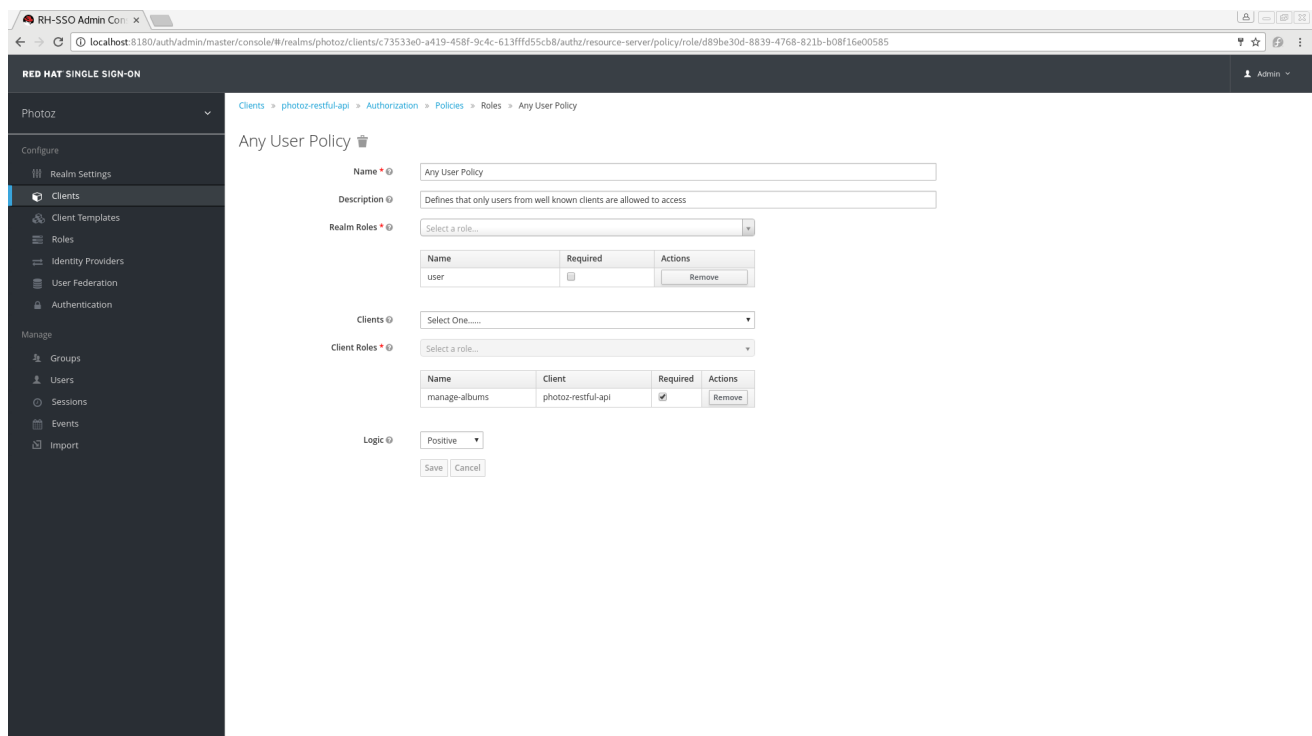 RH-SSO Admin Con
localhost:8180/auth/admin/master/console/#/realms/photoz/clients/c73533e0-a419-458f-9c4c-613fffd55cb8/authz/resource-server/policy/role/d89be30d-8839-4768-821b-b08f16e00585
RED HAT SINGLE SIGN-ON
Admin
Photoz
Clients » photoz-restful-api » Authorization » Policies » Roles » Any User Policy
Configure
Realm Settings
Clients
Client Templates
Roles
Identity Providers
User Federation
Authentication
Manage
Groups
Users
Sessions
Events
Import
Any User Policy
Name * Any User Policy
Description Defines that only users from well known clients are allowed to access
Realm Roles * Select a role...
Name Required Actions
user Remove
Clients Select One......
Client Roles * Select a role...
Name Client Required Actions
manage-albums photoz-restful-api Remove
Logic Positive
Save Cancel